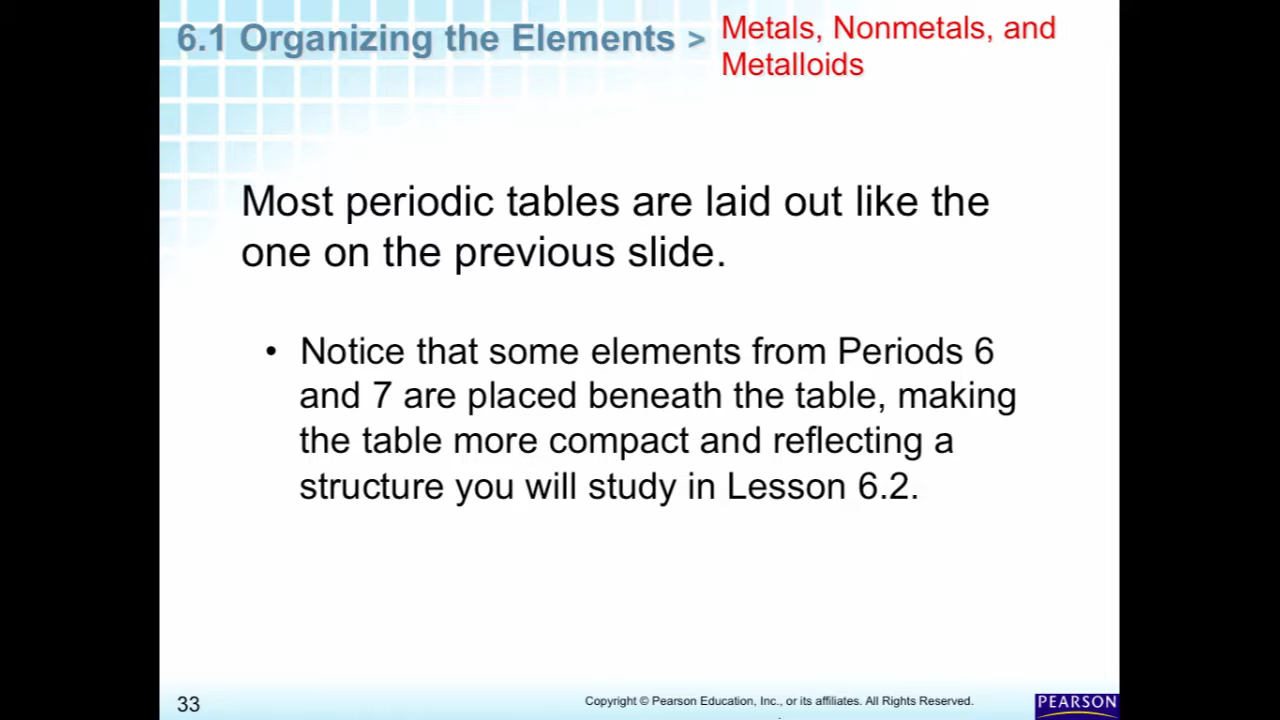 6.1 Organizing the Elements >
Metals, Nonmetals, and
Metalloids
Most periodic tables are laid out like the
one on the previous slide.
• Notice that some elements from Periods 6
and 7 are placed beneath the table, making
the table more compact and reflecting a
structure you will study in Lesson 6.2.
33
Copyright © Pearson Education, Inc., or its affiliates. All Rights Reserved.
PEARSON